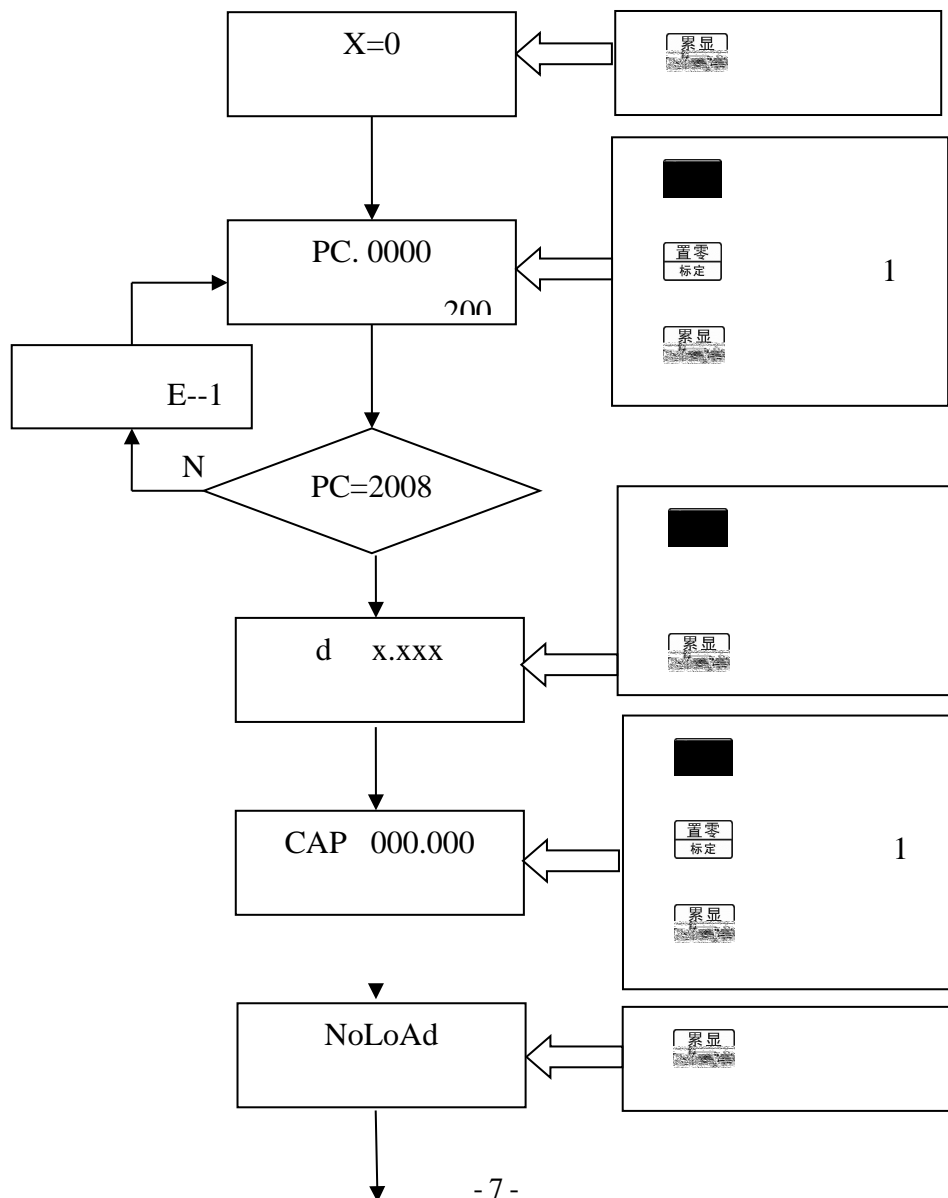 X=0
累显
PC. 0000
200
置零
标定
1
累显
E--1
N
PC=2008
d x.xxx
累显
CAP 000.000
置零
标定
1
累显
NoLoAd
累显
- 7 -